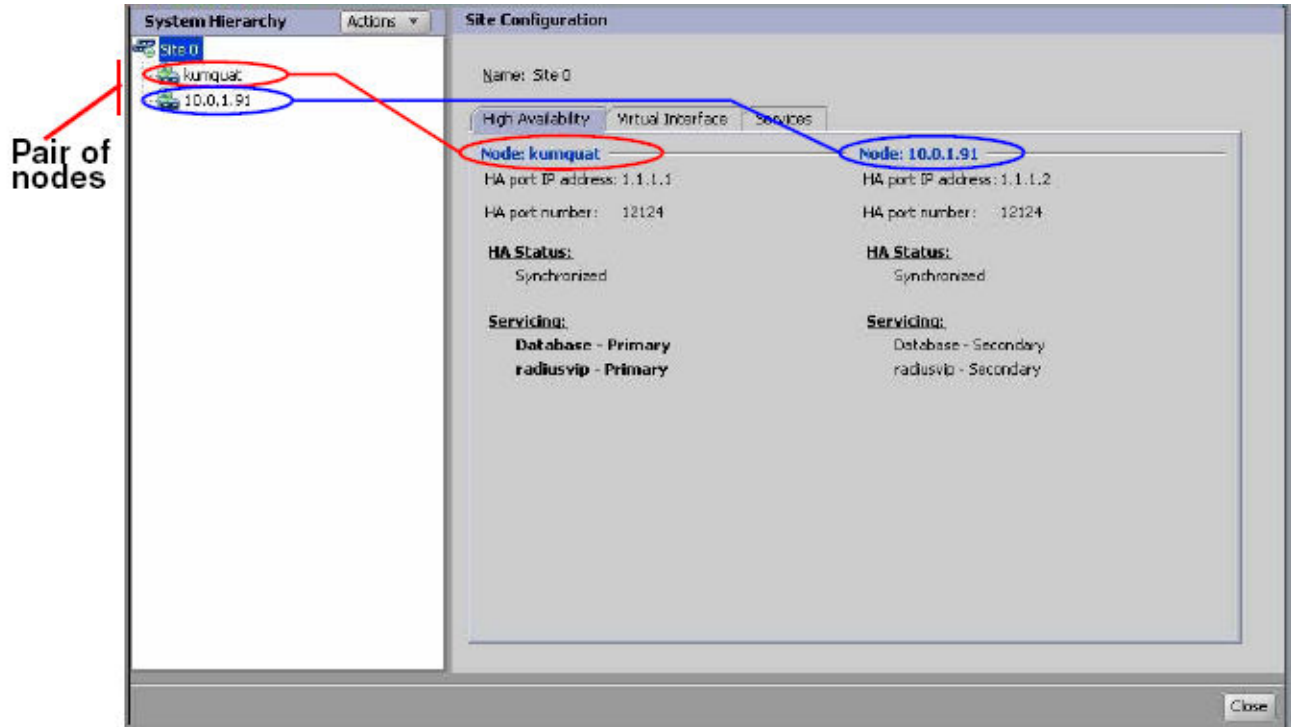 System Hierarchy
Actions
Site 0
kumquat
10.0.1.91
Pair of
nodes
Site Configuration
Name: Site 0
High Availability Virtual Interface Services
Node: kumquat
HA port IP address: 1.1.1.1
HA port number: 12124
HA Status:
Synchronized
Servicing:
Database - Primary
radiusvip - Primary
Node: 10.0.1.91
HA port IP address: 1.1.1.2
HA port number: 12124
HA Status:
Synchronized
Servicing:
Database - Secondary
radiusvip - Secondary
Close